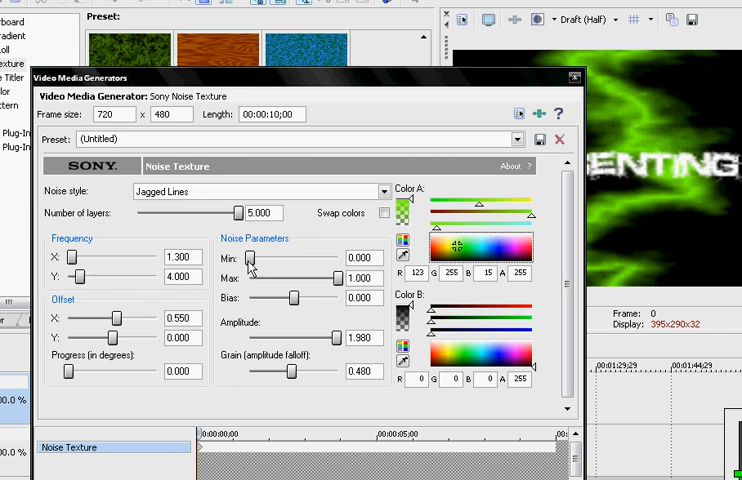 board
Preset:
Draft (Half)
radient
oll
exture
e Titler
lor
ttern
Plug-In
Plug-In
Video Media Generators
Video Media Generator: Sony Noise Texture
Frame size: 720 x 480 Length: 00:00:10;00
Preset: (Untitled)
SONY. Noise Texture About ?
Noise style: Jagged Lines
Number of layers: 5.000 Swap colors
Color A:
Frequency
X: 1.300
Y: 4.000
Offset
X: 0.550
Y: 0.000
Progress (in degrees)
0.000
Noise Parameters
Min: 0.000
Max: 1.000
Bias: 0.000
Amplitude:
1.980
Grain (amplitude falloff):
0.480
R 123 G 255 B 15 A 255
Color B:
R 0 G 0 B 0 A 255
ENTING
Frame: 0
Display: 395x290x32
00:01:29;29 00:01:44;29
00.0 %
00.0 %
00:00:00;00 00:00:05;00 00:
Noise Texture